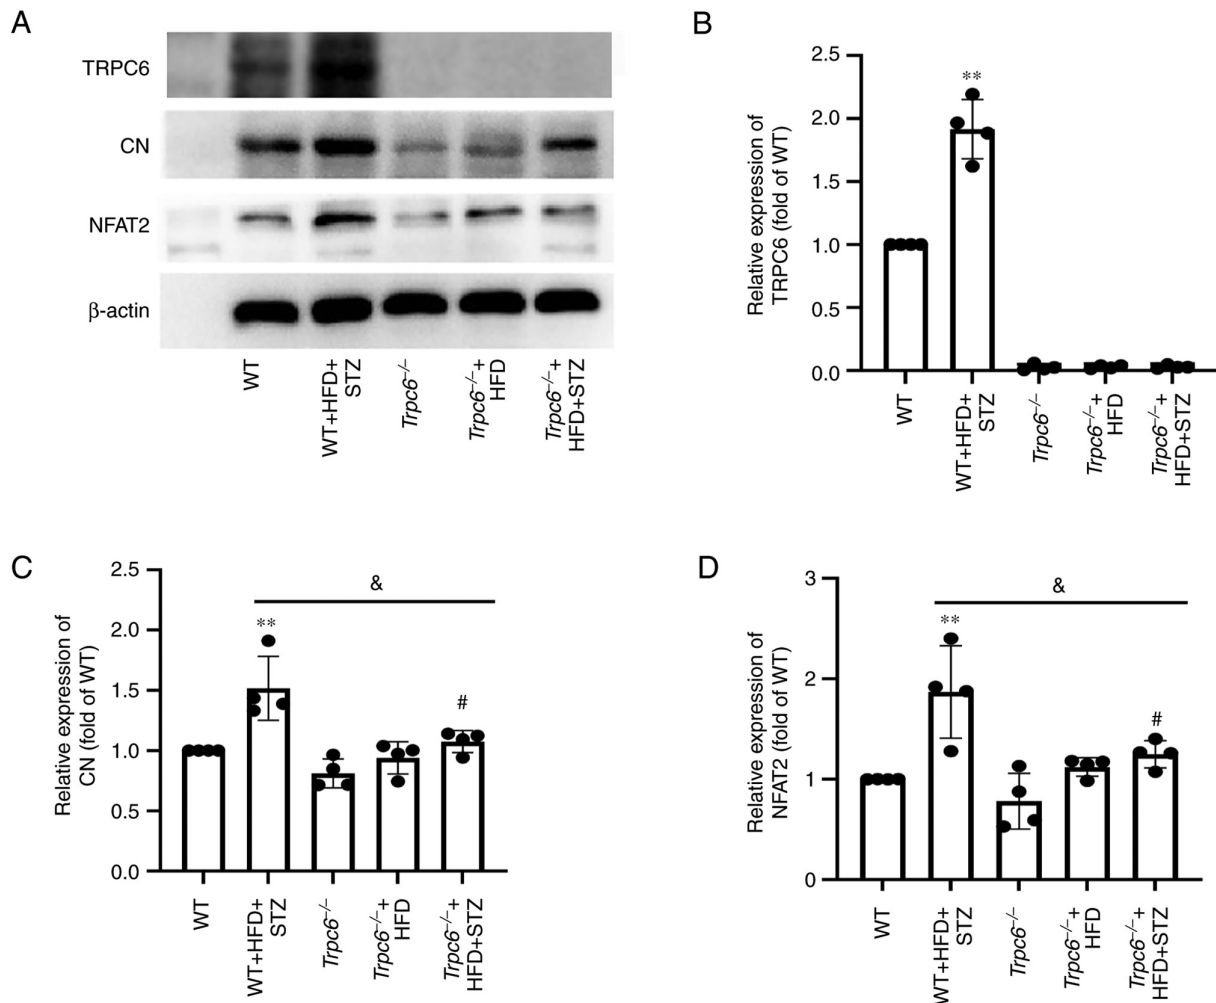 A
TRPC6
CN
NFAT2
β-actin
WT
WT+HFD+
STZ
Trpc6⁻/⁻
Trpc6⁻/⁻+
HFD
Trpc6⁻/⁻+
HFD+STZ
B
Relative expression of
TRPC6 (fold of WT)
2.5
2.0
1.5
1.0
0.5
0.0
**
WT
WT+HFD+
STZ
Trpc6⁻/⁻
Trpc6⁻/⁻+
HFD
Trpc6⁻/⁻+
HFD+STZ
C
Relative expression of
CN (fold of WT)
2.5
2.0
1.5
1.0
0.5
0.0
&
**
#
WT
WT+HFD+
STZ
Trpc6⁻/⁻
Trpc6⁻/⁻+
HFD
Trpc6⁻/⁻+
HFD+STZ
D
Relative expression of
NFAT2 (fold of WT)
3
2
1
0
&
**
#
WT
WT+HFD+
STZ
Trpc6⁻/⁻
Trpc6⁻/⁻+
HFD
Trpc6⁻/⁻+
HFD+STZ